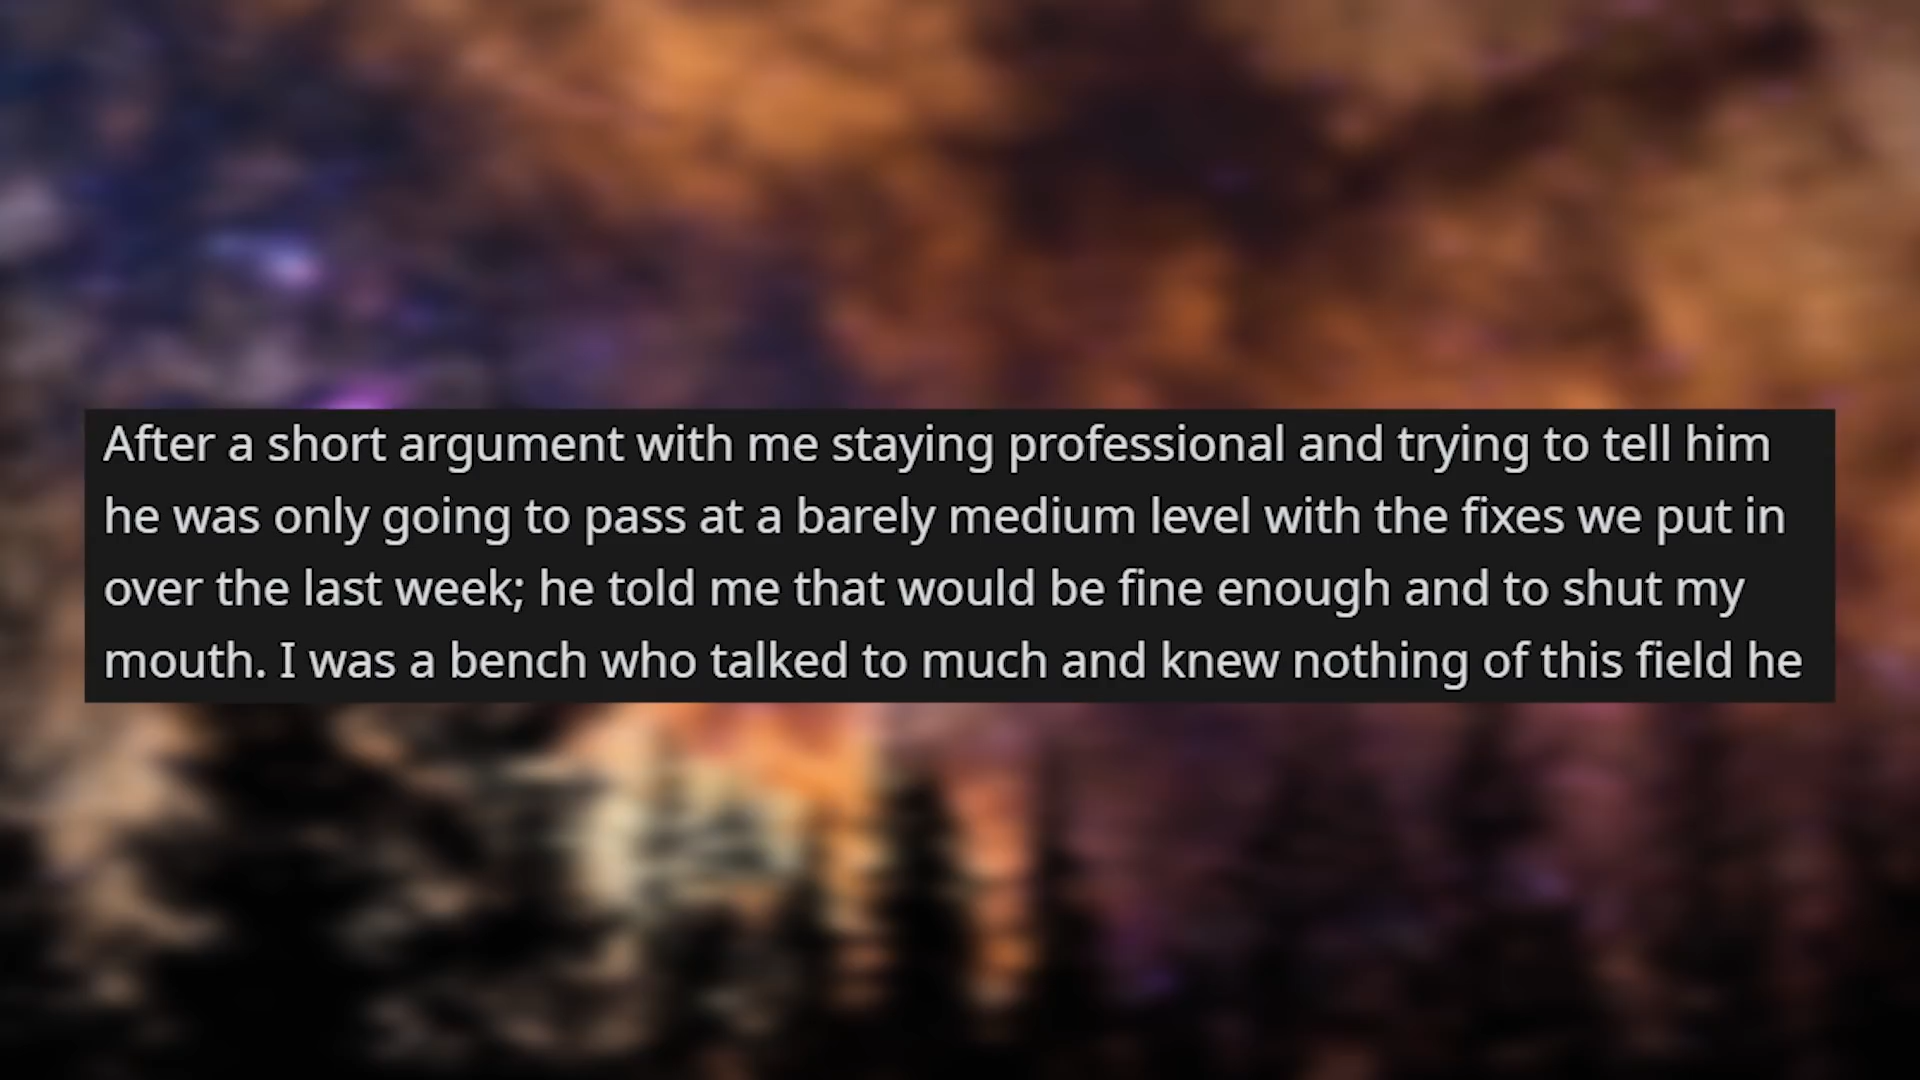 After a short argument with me staying professional and trying to tell him
he was only going to pass at a barely medium level with the fixes we put in
over the last week; he told me that would be fine enough and to shut my
mouth. I was a bench who talked to much and knew nothing of this field he